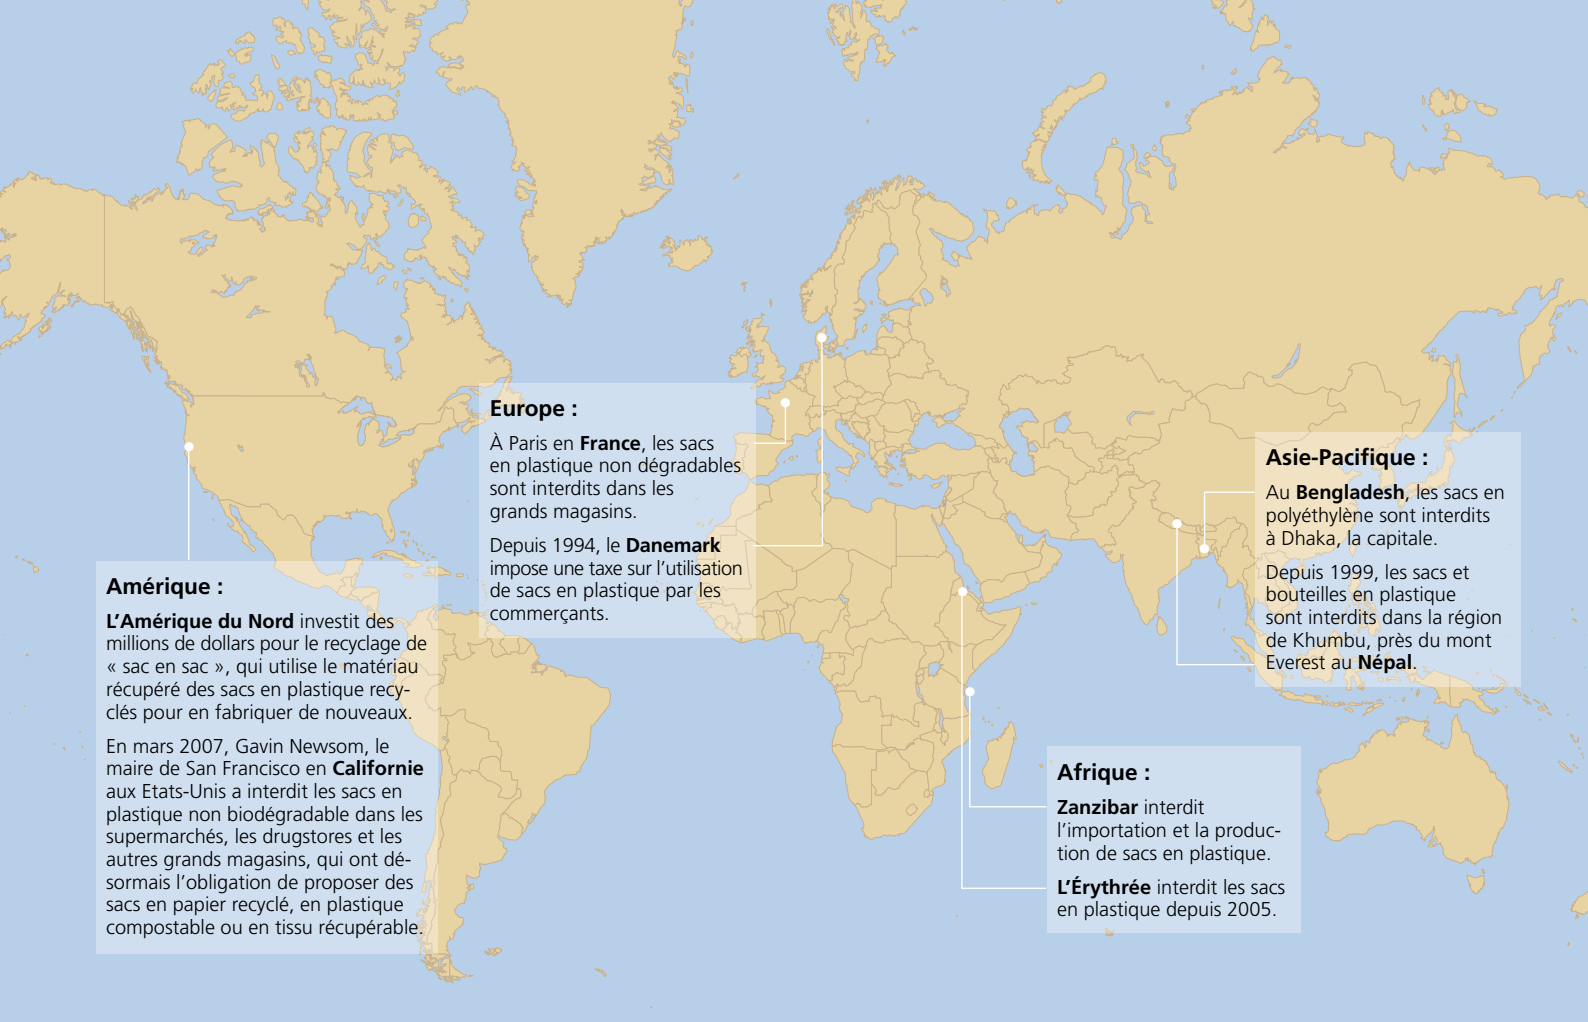 Europe :
À Paris en France, les sacs
en plastique non dégradables
sont interdits dans les
grands magasins.
Depuis 1994, le Danemark
impose une taxe sur l’utilisation
de sacs en plastique par les
commerçants.
Asie-Pacifique :
Au Bengladesh, les sacs en
polyéthylène sont interdits
à Dhaka, la capitale.
Depuis 1999, les sacs et
bouteilles en plastique
sont interdits dans la région
de Khumbu, près du mont
Everest au Népal.
Amérique :
L’Amérique du Nord investit des
millions de dollars pour le recyclage de
« sac en sac », qui utilise le matériau
récupéré des sacs en plastique recy-
clés pour en fabriquer de nouveaux.
En mars 2007, Gavin Newsom, le
maire de San Francisco en Californie
aux Etats-Unis a interdit les sacs en
plastique non biodégradable dans les
supermarchés, les drugstores et les
autres grands magasins, qui ont dé-
sormais l’obligation de proposer des
sacs en papier recyclé, en plastique
compostable ou en tissu récupérable.
Afrique :
Zanzibar interdit
l’importation et la produc-
tion de sacs en plastique.
L’Érythrée interdit les sacs
en plastique depuis 2005.